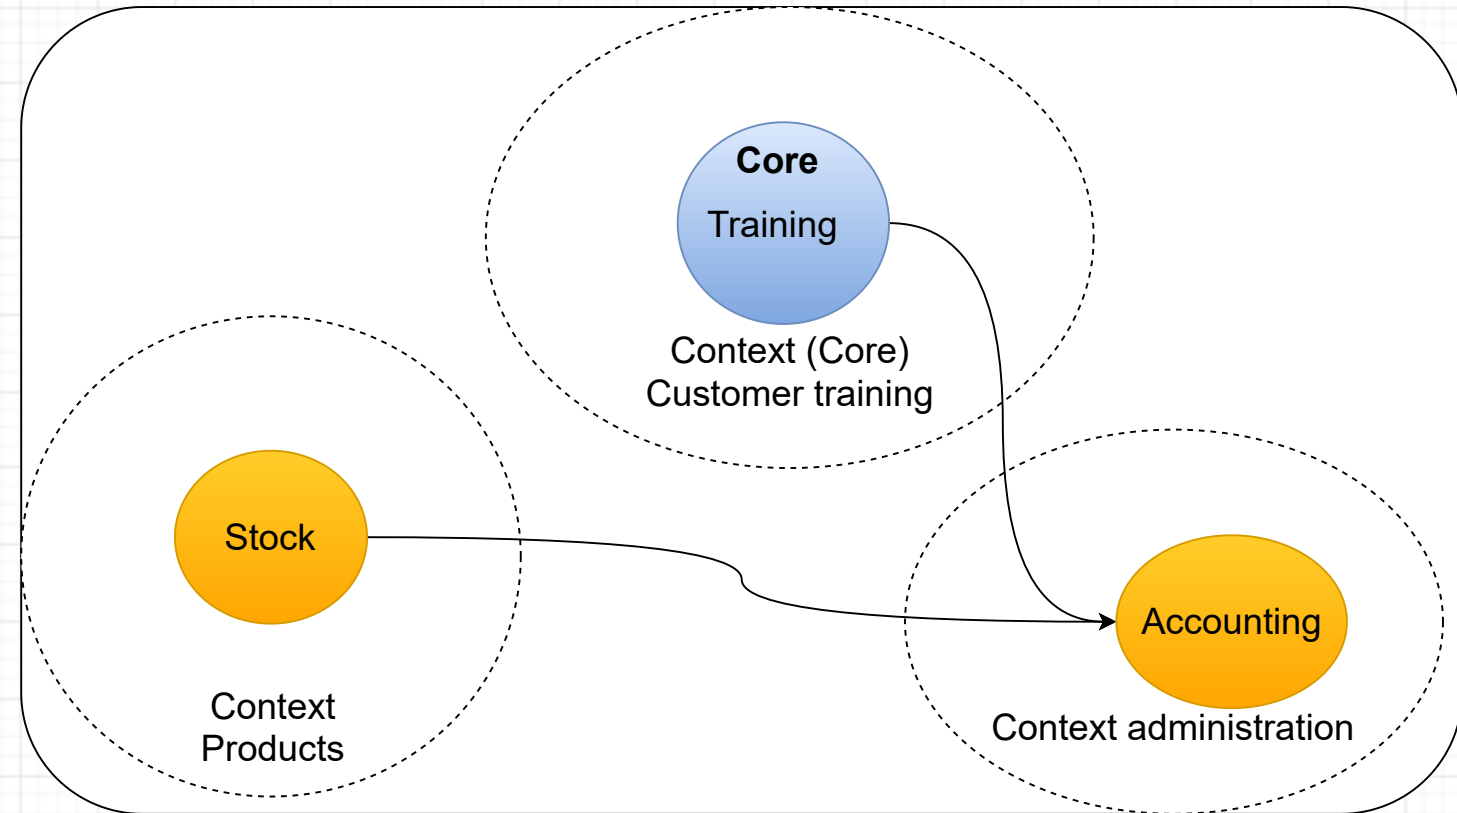 Core
Training
Context (Core)
Customer training
Stock
Context
Products
Accounting
Context administration